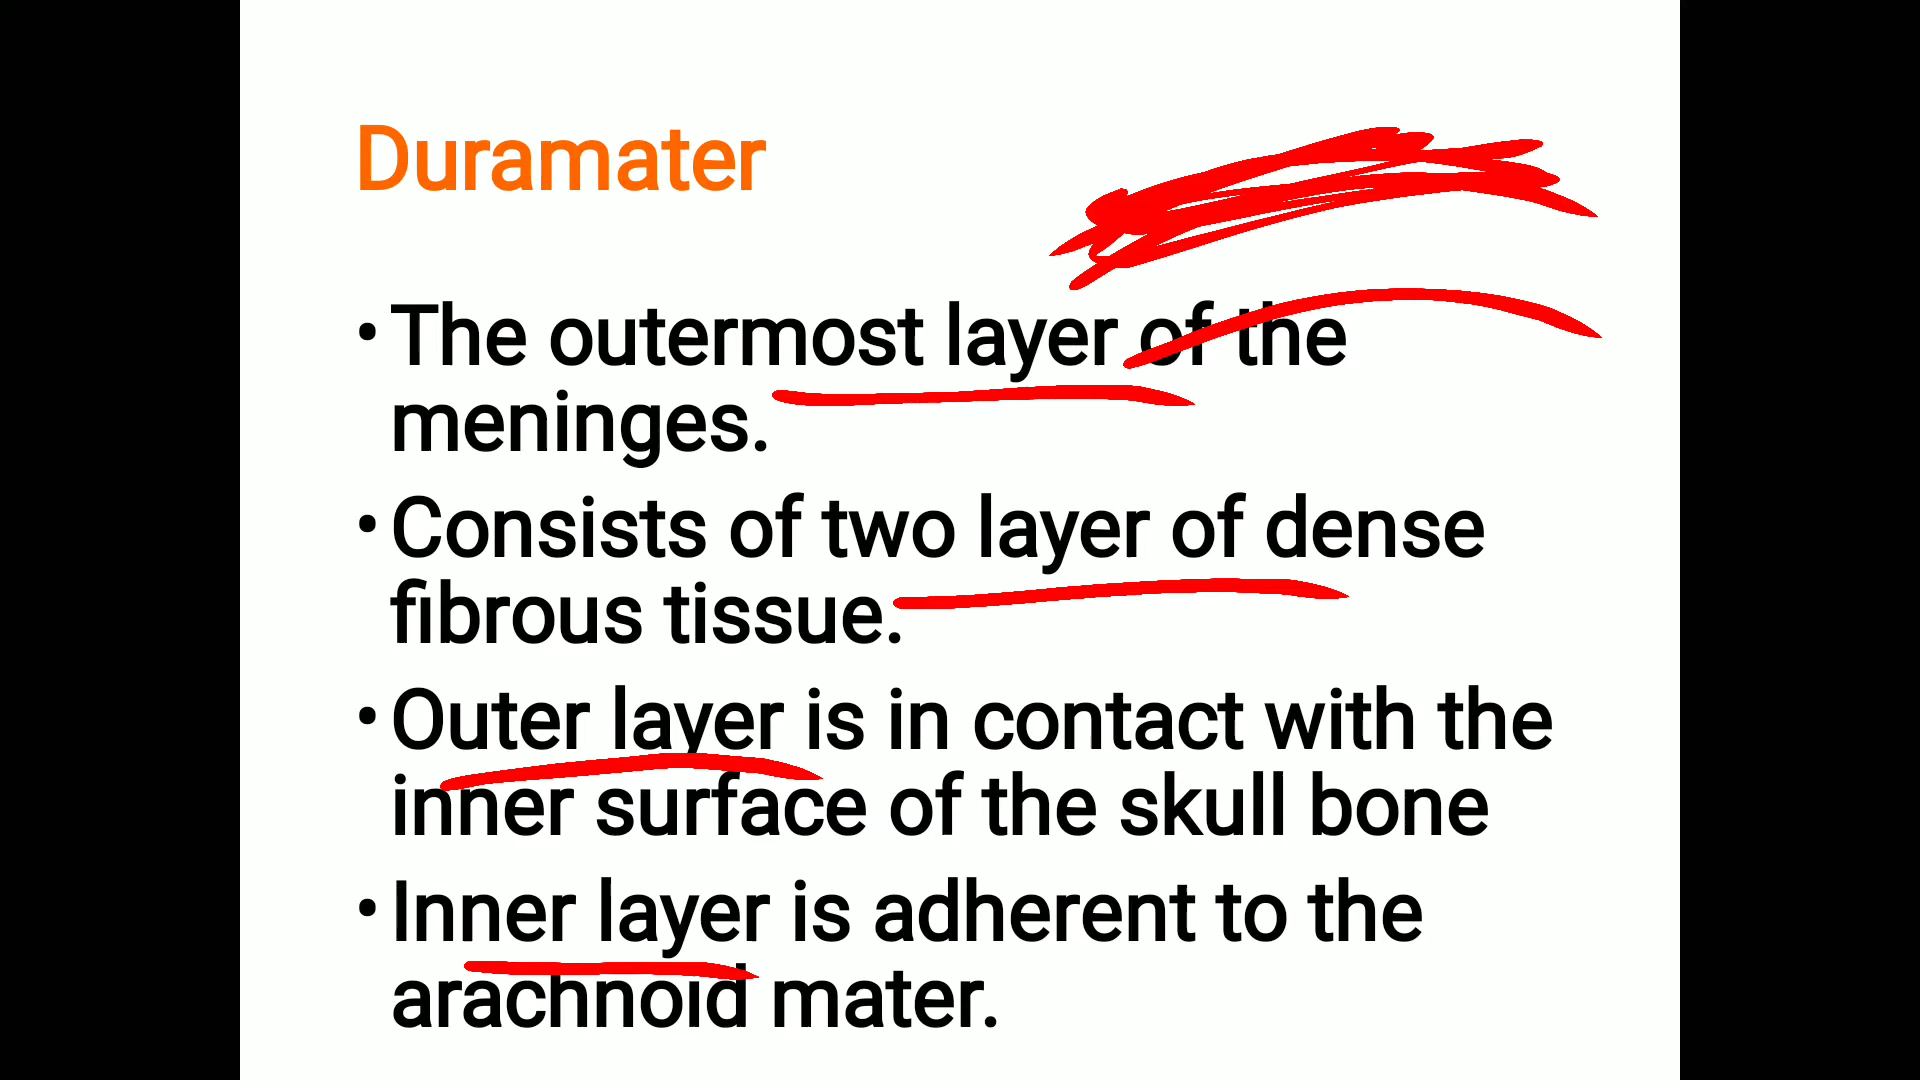 Duramater
• The outermost layer of the
meninges.
• Consists of two layer of dense
fibrous tissue.
• Outer layer is in contact with the
inner surface of the skull bone
• Inner layer is adherent to the
arachnoid mater.